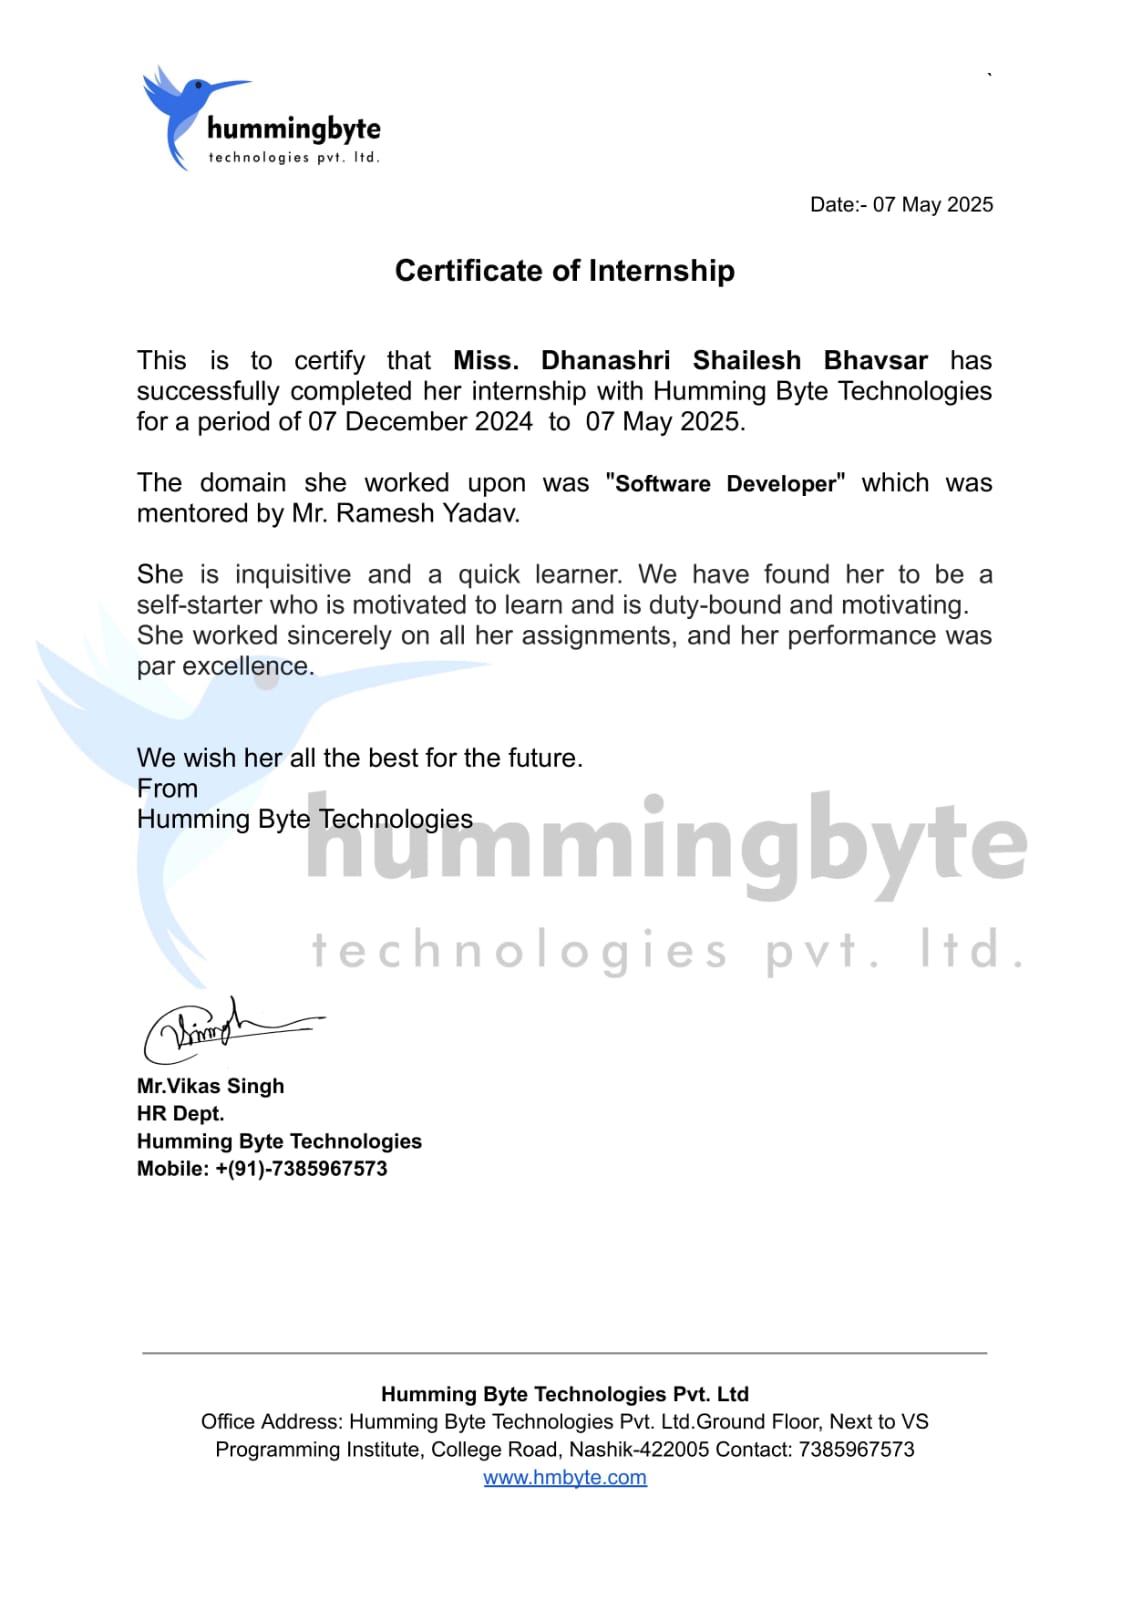 hummingbyte
technologies pvt. ltd.
`
Date:- 07 May 2025
Certificate of Internship
This is to certify that Miss. Dhanashri Shailesh Bhavsar has
successfully completed her internship with Humming Byte Technologies
for a period of 07 December 2024 to 07 May 2025.
The domain she worked upon was "Software Developer" which was
mentored by Mr. Ramesh Yadav.
She is inquisitive and a quick learner. We have found her to be a
self-starter who is motivated to learn and is duty-bound and motivating.
She worked sincerely on all her assignments, and her performance was
par excellence.
We wish her all the best for the future.
From
Humming Byte Technologies
hummingbyte
technologies pvt. ltd.
VSingh
Mr.Vikas Singh
HR Dept.
Humming Byte Technologies
Mobile: +(91)-7385967573
Humming Byte Technologies Pvt. Ltd
Office Address: Humming Byte Technologies Pvt. Ltd.Ground Floor, Next to VS
Programming Institute, College Road, Nashik-422005 Contact: 7385967573
www.hmbyte.com